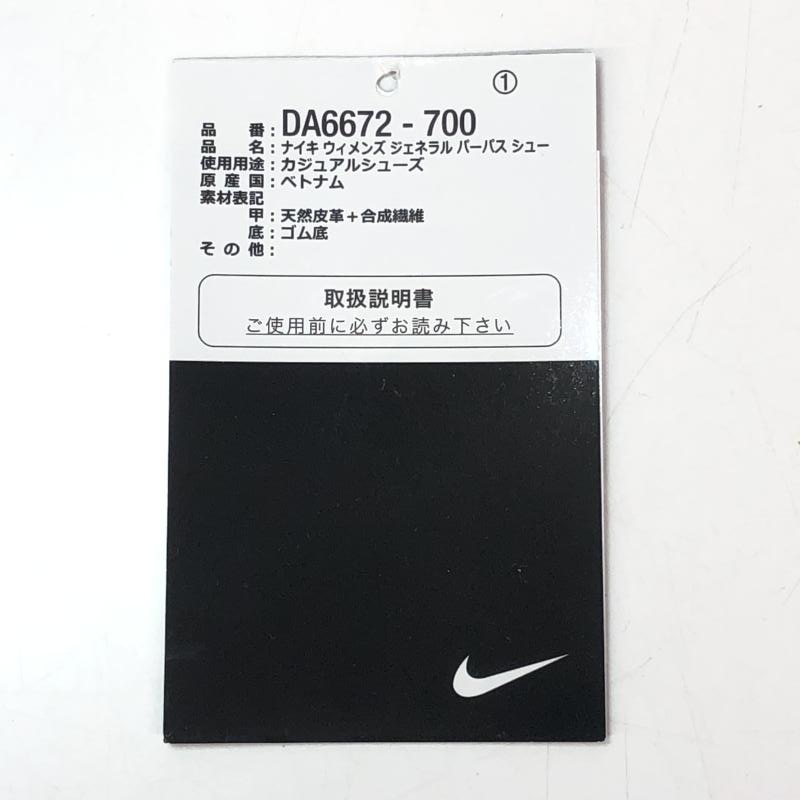 ①
品 番：DA6672 - 700
品 名：ナイキ ウィメンズ ジェネラル パーパス シュー
使用用途：カジュアルシューズ
原 産 国：ベトナム
素材表記
甲：天然皮革＋合成繊維
底：ゴム底
そ の 他：
取扱説明書
ご使用前に必ずお読み下さい